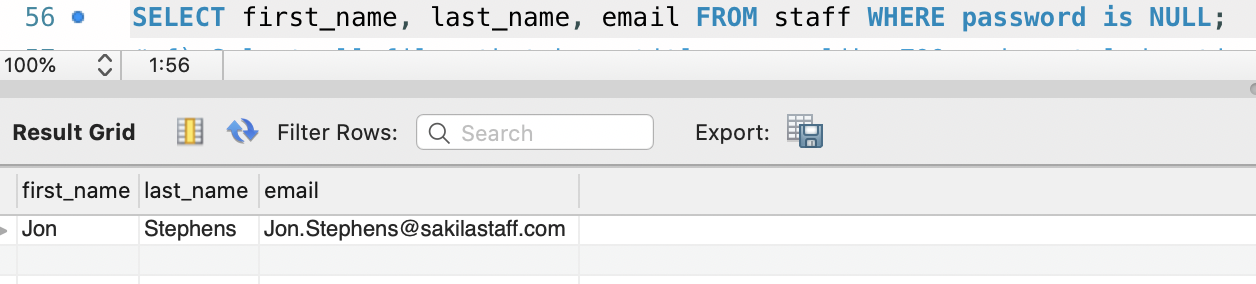 56 SELECT first_name, last_name, email FROM staff WHERE password is NULL;
100% 1:56
Result Grid Filter Rows: Search Export:
first_name last_name email
Jon Stephens Jon.Stephens@sakilastaff.com